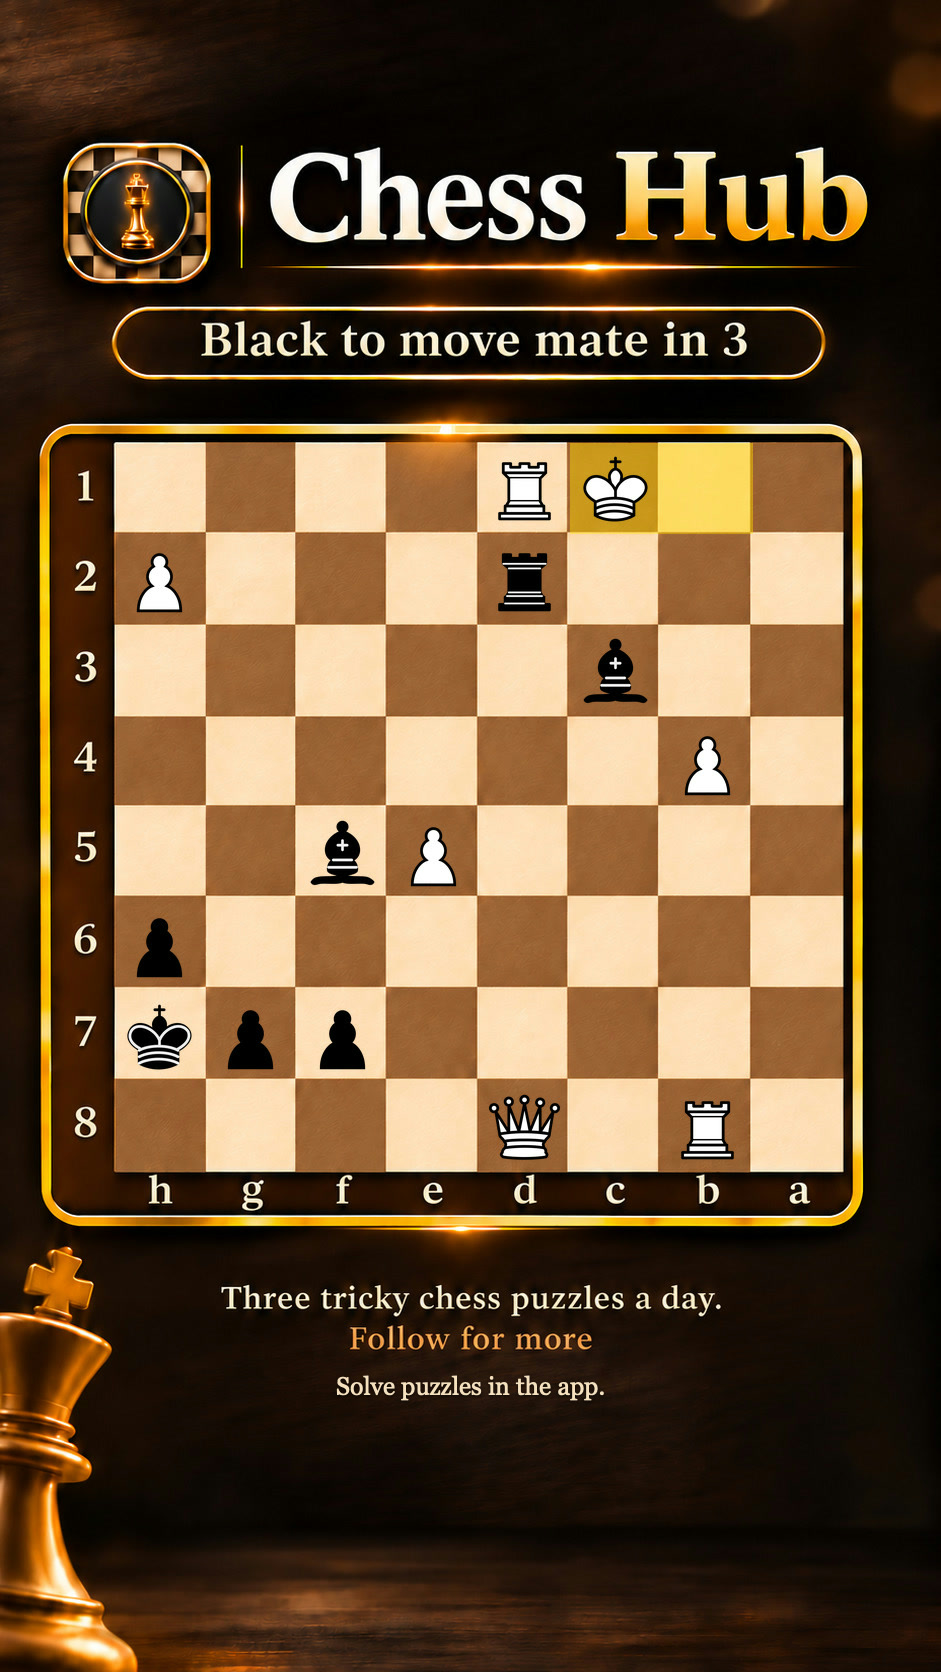 Chess Hub
Black to move mate in 3
1
2
3
4
5
6
7
8
h g f e d c b a
Three tricky chess puzzles a day.
Follow for more
Solve puzzles in the app.